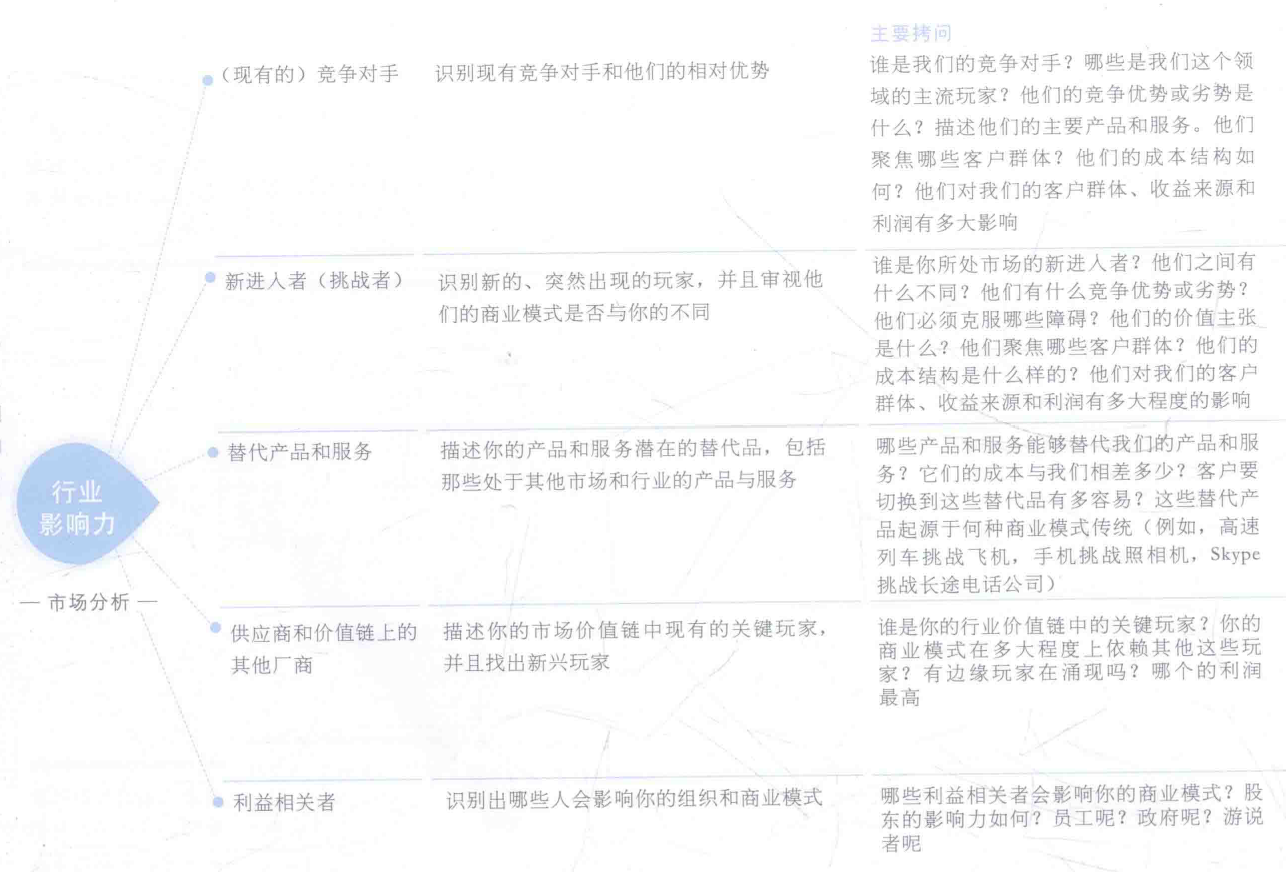 主要拷问
（现有的）竞争对手
识别现有竞争对手和他们的相对优势
谁是我们的竞争对手？哪些是我们这个领
域的主流玩家？他们的竞争优势或劣势是
什么？描述他们的主要产品和服务。他们
聚焦哪些客户群体？他们的成本结构如
何？他们对我们的客户群体、收益来源和
利润有多大影响
新进入者（挑战者）
识别新的、突然出现的玩家，并且审视他
们的商业模式是否与你的不同
谁是你所处市场的新进入者？他们之间有
什么不同？他们有什么竞争优势或劣势？
他们必须克服哪些障碍？他们的价值主张
是什么？他们聚焦哪些客户群体？他们的
成本结构是什么样的？他们对我们的客户
群体、收益来源和利润有多大程度的影响
行业
影响力
— 市场分析 —
替代产品和服务
描述你的产品和服务潜在的替代品，包括
那些处于其他市场和行业的产品与服务
哪些产品和服务能够替代我们的产品和服
务？它们的成本与我们相差多少？客户要
切换到这些替代品有多容易？这些替代产
品起源于何种商业模式传统（例如，高速
列车挑战飞机，手机挑战照相机，Skype
挑战长途电话公司）
供应商和价值链上的
其他厂商
描述你的市场价值链中现有的关键玩家，
并且找出新兴玩家
谁是你的行业价值链中的关键玩家？你的
商业模式在多大程度上依赖其他这些玩
家？有边缘玩家在涌现吗？哪个的利润
最高
利益相关者
识别出哪些人会影响你的组织和商业模式
哪些利益相关者会影响你的商业模式？股
东的影响力如何？员工呢？政府呢？游说
者呢